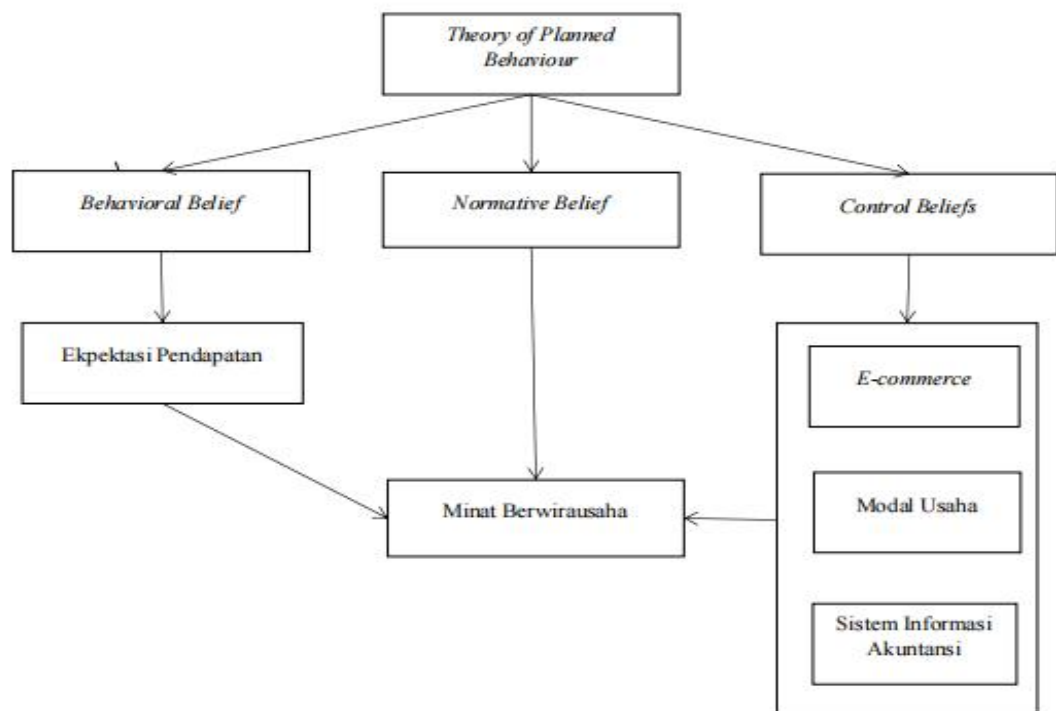 Theory of Planned
Behaviour
Behavioral Belief
Normative Belief
Control Beliefs
Ekpektasi Pendapatan
E-commerce
Minat Berwirausaha
Modal Usaha
Sistem Informasi
Akuntansi